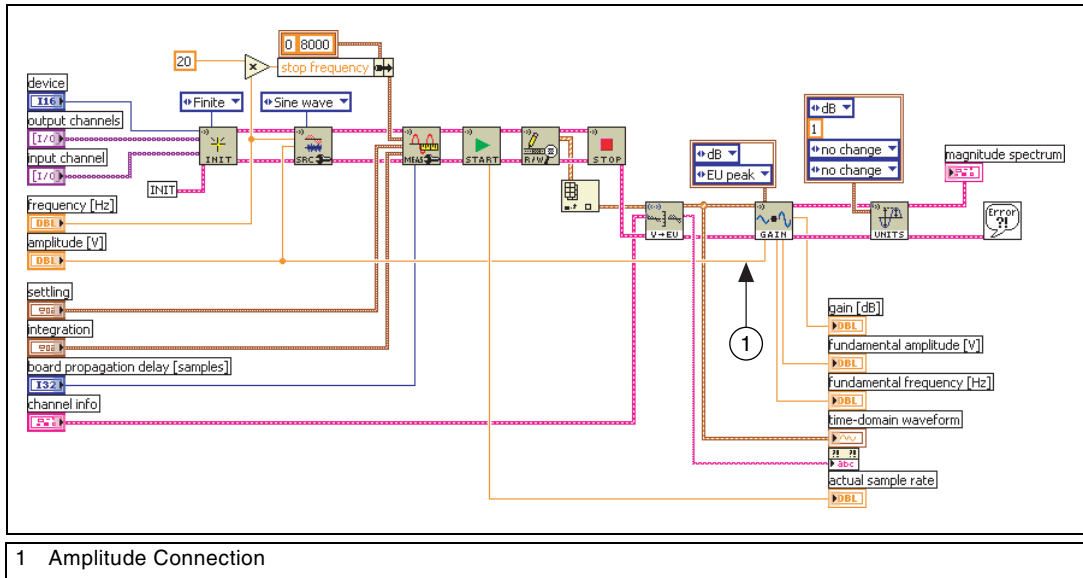 20
0 8000
stop frequency
device
I16
Finite
Sine wave
output channels
[I/O]
input channel
[I/O]
INIT
SRC
MEAS
START
R/W
STOP
INIT
dB
EU peak
dB
1
no change
no change
magnitude spectrum
frequency [Hz]
DBL
amplitude [V]
DBL
V→EU
GAIN
UNITS
Error
?!
settling
integration
1
gain [dB]
DBL
fundamental amplitude [V]
DBL
board propagation delay [samples]
I32
fundamental frequency [Hz]
DBL
channel info
time-domain waveform
?! ?!
abc
actual sample rate
DBL
1 Amplitude Connection